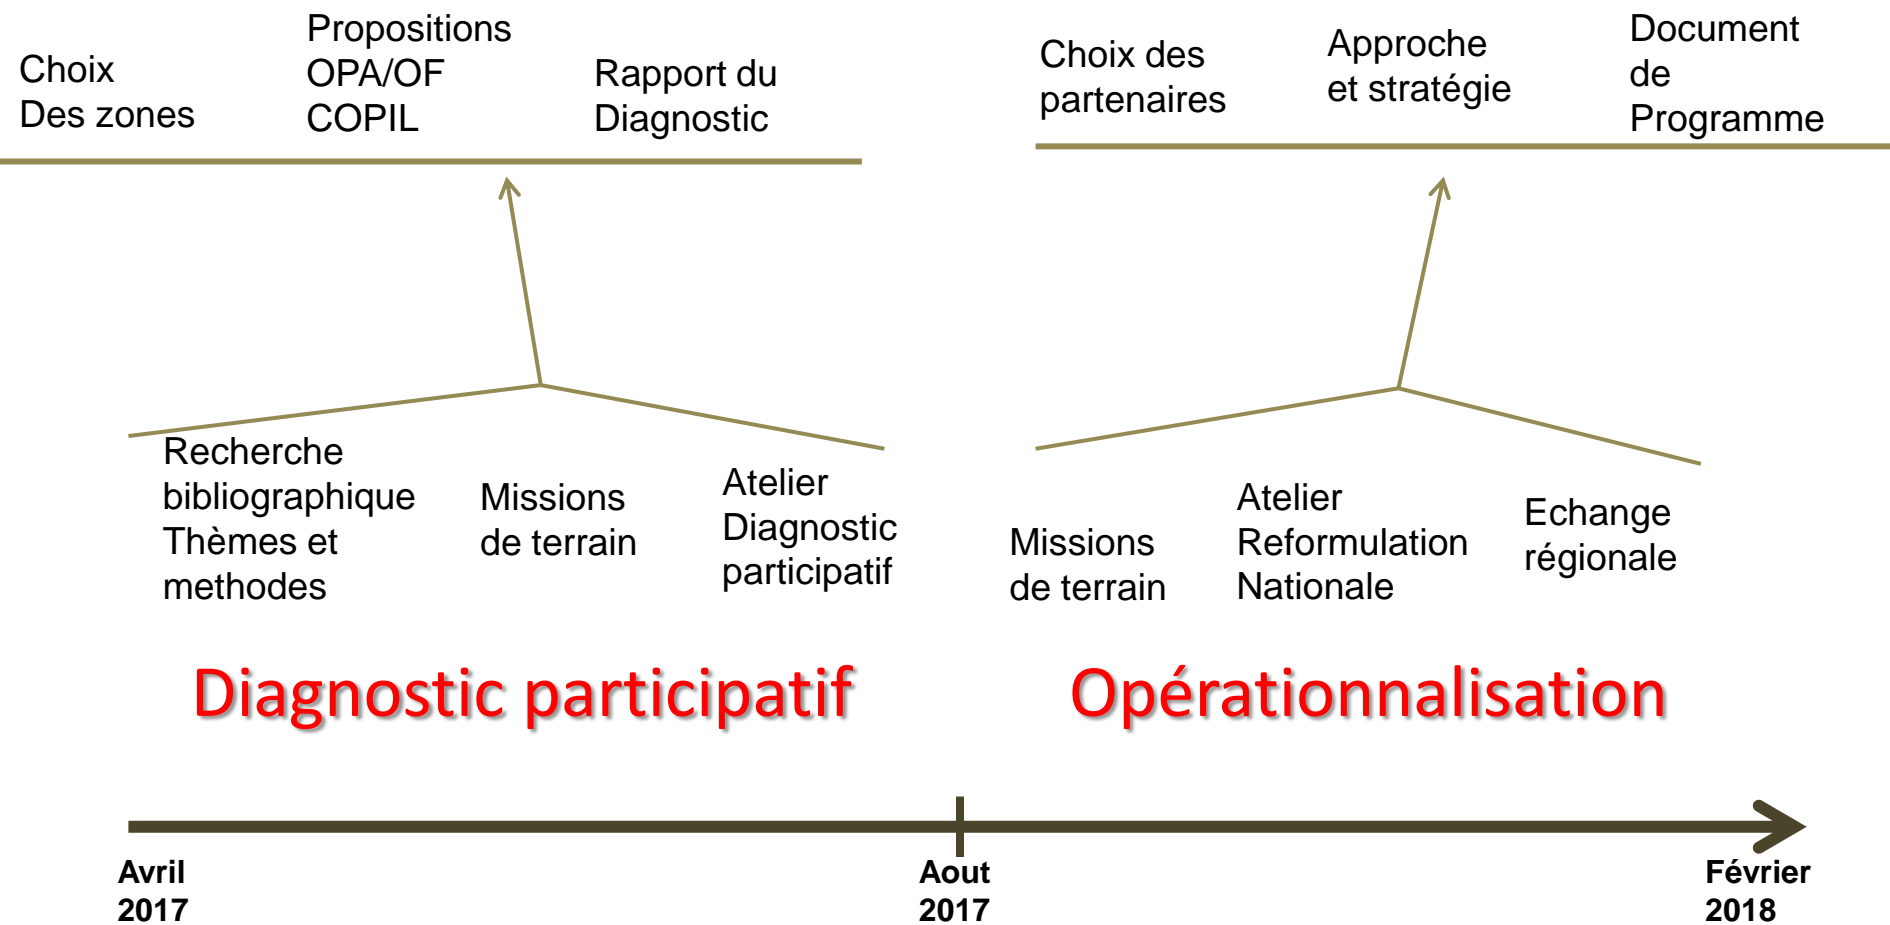 Choix
Des zones
Propositions
OPA/OF
COPIL
Rapport du
Diagnostic
Choix des
partenaires
Approche
et stratégie
Document
de
Programme
Recherche
bibliographique
Thèmes et
methodes
Missions
de terrain
Atelier
Diagnostic
participatif
Missions
de terrain
Atelier
Reformulation
Nationale
Echange
régionale
Diagnostic participatif
Opérationnalisation
Avril
2017
Aout
2017
Février
2018